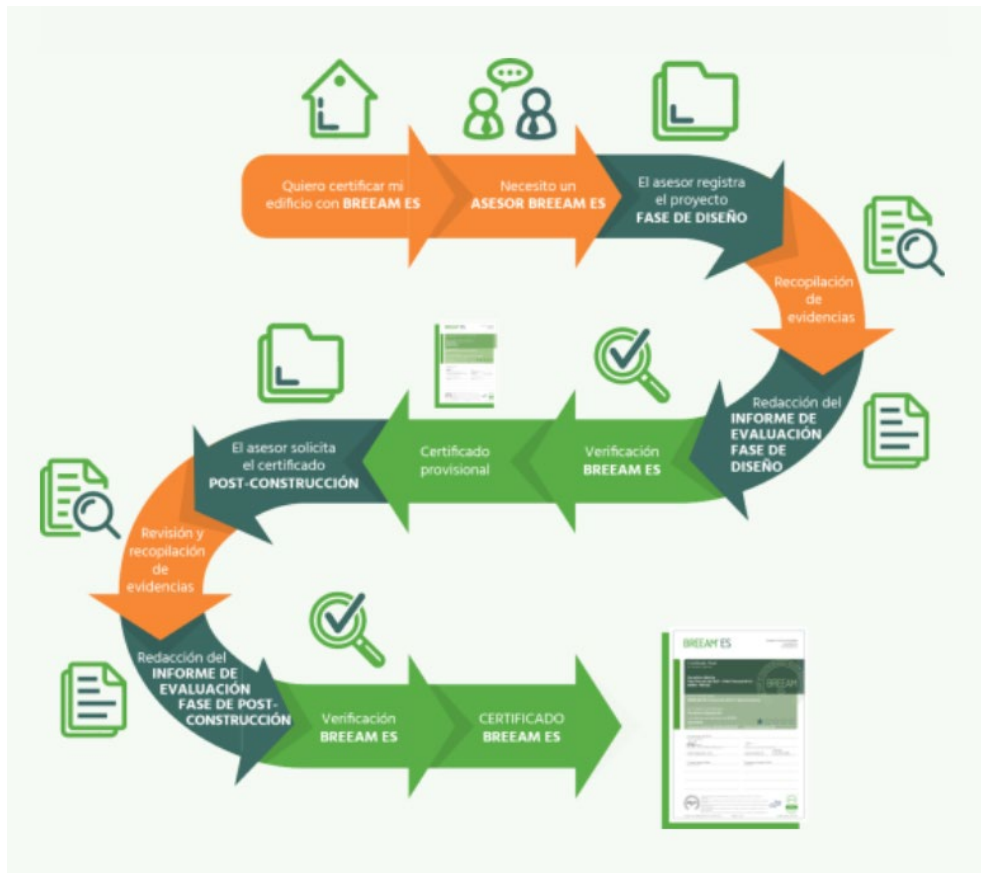 Quiero certificar mi
edificio con BREEAM ES
Necesito un
ASESOR BREEAM ES
El asesor registra
el proyecto
FASE DE DISEÑO
Recopilación
de
evidencias
Redacción del
INFORME DE
EVALUACIÓN
FASE DE
DISEÑO
Verificación
BREEAM ES
Certificado
provisional
El asesor solicita
el certificado
POST-CONSTRUCCIÓN
Revisión y
recopilación
de
evidencias
Redacción del
INFORME DE
EVALUACIÓN
FASE DE POST-
CONSTRUCCIÓN
Verificación
BREEAM ES
CERTIFICADO
BREEAM ES
BREEAM® ES
BREEAM